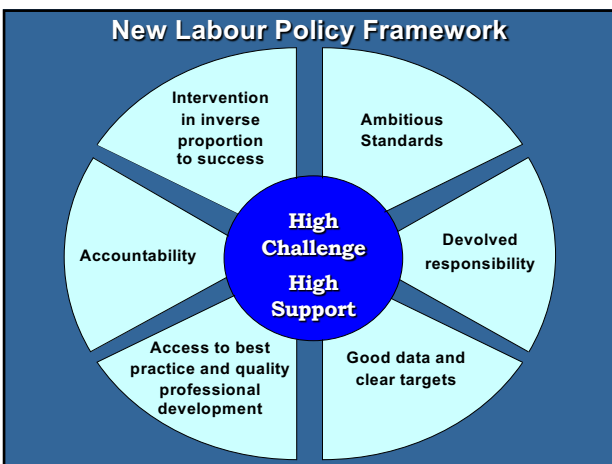 New Labour Policy Framework
Intervention
in inverse
proportion
to success
Ambitious
Standards
High
Challenge
High
Support
Accountability
Devolved
responsibility
Access to best
practice and quality
professional
development
Good data and
clear targets